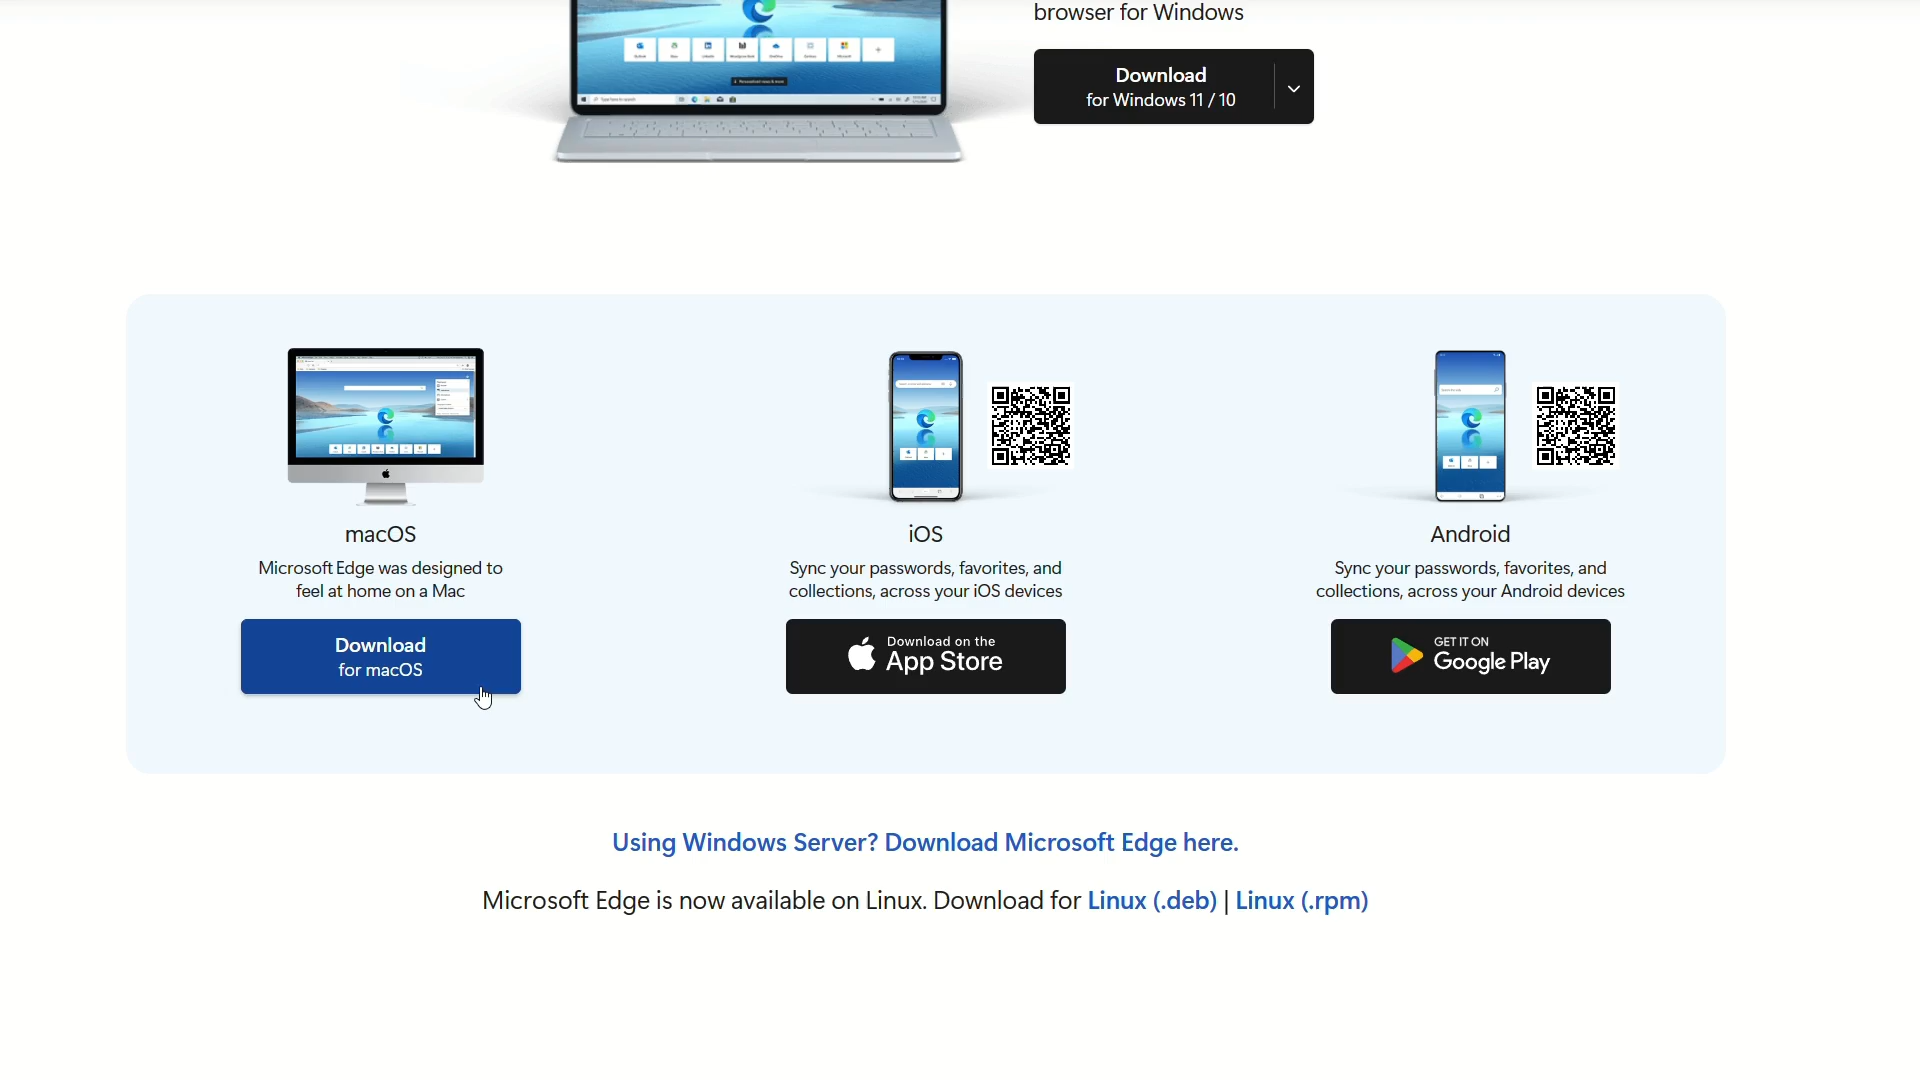 browser for Windows
Download
for Windows 11 / 10
macOS
Microsoft Edge was designed to
feel at home on a Mac
Download
for macOS
iOS
Sync your passwords, favorites, and
collections, across your iOS devices
Download on the
App Store
Android
Sync your passwords, favorites, and
collections, across your Android devices
GET IT ON
Google Play
Using Windows Server? Download Microsoft Edge here.
Microsoft Edge is now available on Linux. Download for Linux (.deb) | Linux (.rpm)